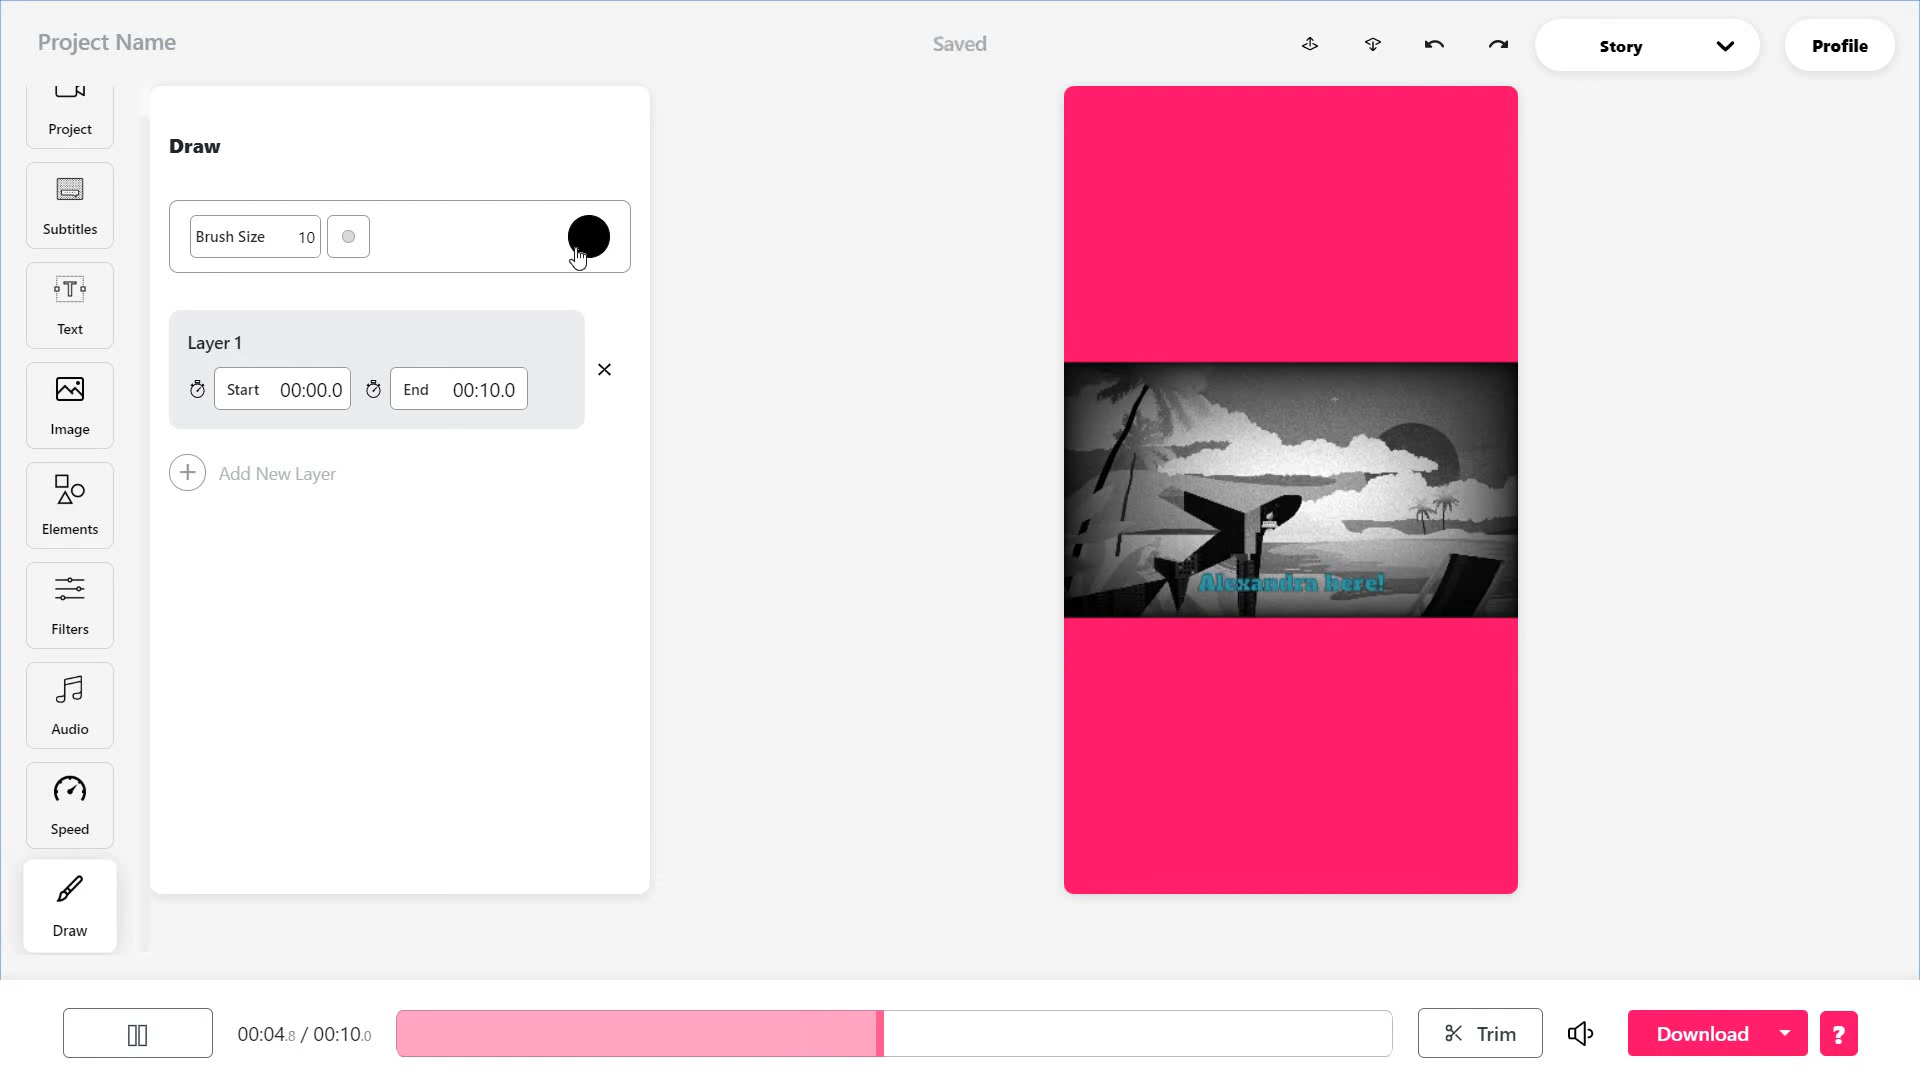 Project Name
Saved
Story
Profile
Project
Subtitles
Text
Image
Elements
Filters
Audio
Speed
Draw
Draw
Brush Size 10
Layer 1
Start 00:00.0 End 00:10.0
Add New Layer
Alexandra here!
00:04.8 / 00:10.0
Trim
Download
?